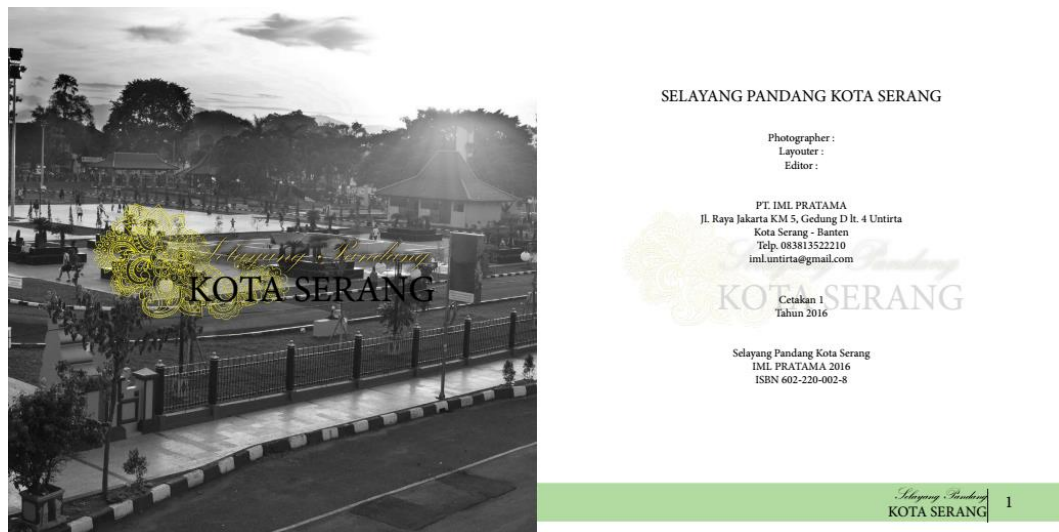 Selayang Pandang
KOTA SERANG
SELAYANG PANDANG KOTA SERANG
Photographer :
Layouter :
Editor :
PT. IML PRATAMA
Jl. Raya Jakarta KM 5, Gedung D lt. 4 Untirta
Kota Serang - Banten
Telp. 083813522210
iml.untirta@gmail.com
Selayang Pandang
KOTA SERANG
Cetakan 1
Tahun 2016
Selayang Pandang Kota Serang
IML PRATAMA 2016
ISBN 602-220-002-8
Selayang Pandang
KOTA SERANG
1